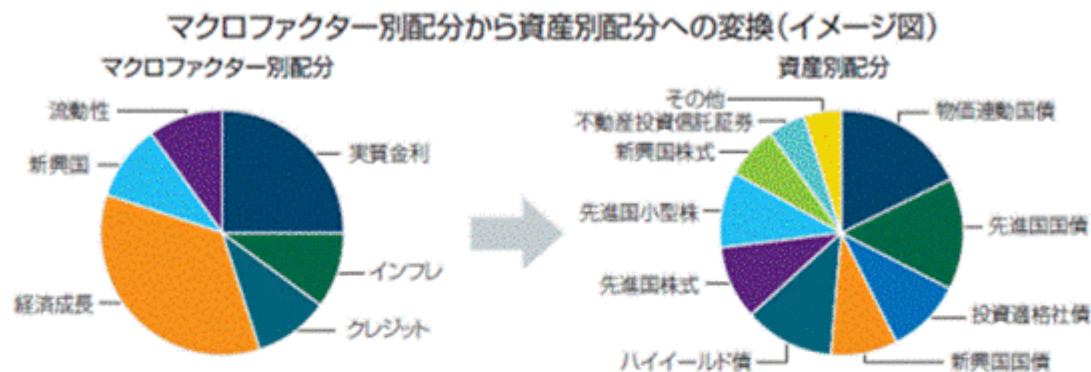 マクロファクター別配分から資産別配分への変換(イメージ図)
マクロファクター別配分
流動性
新興国
経済成長
実質金利
インフレ
クレジット
資産別配分
その他
不動産投資信託証券
新興国株式
先進国小型株
先進国株式
ハイイールド債
物価連動国債
先進国国債
投資適格社債
新興国国債